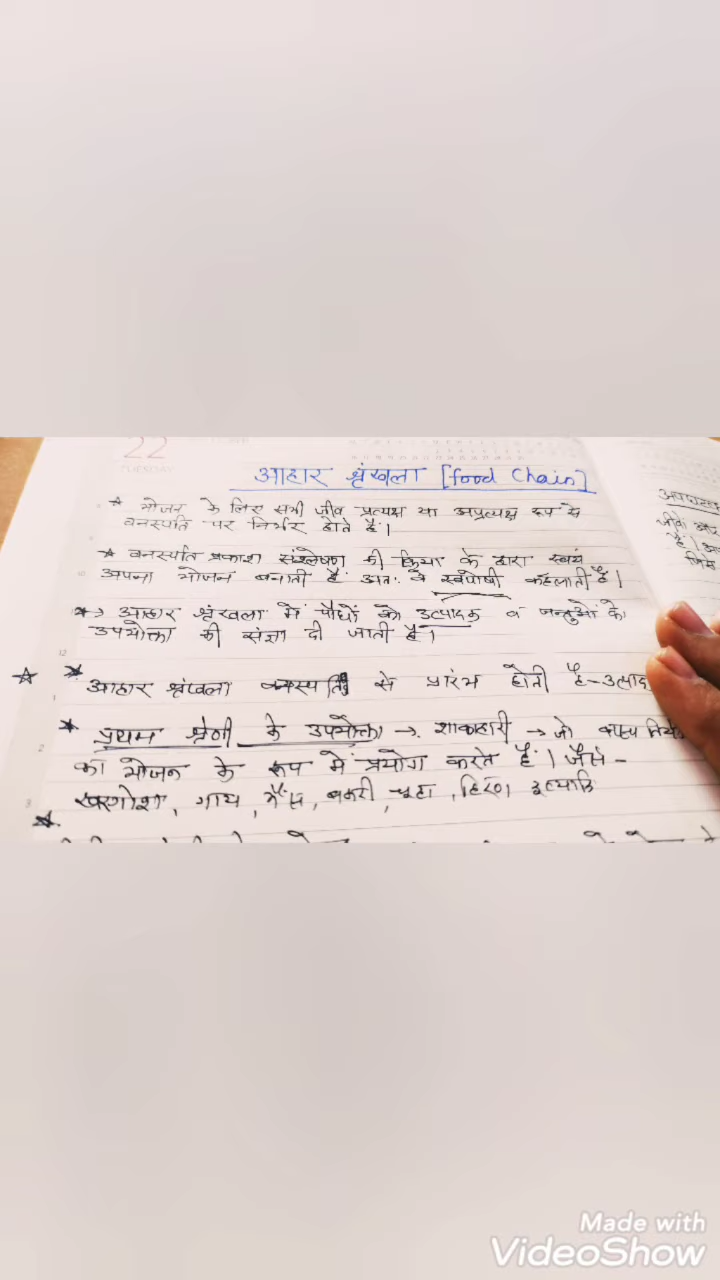 22
TUESDAY
आहार श्रृंखला [food Chain]
* भोजन के लिए सभी जीव प्रत्यक्ष या अप्रत्यक्ष रूप से
वनस्पति पर निर्भर होते हैं।
* वनस्पति प्रकाश संश्लेषण की क्रिया के द्वारा स्वयं
अपना भोजन बनाती हैं अतः वे स्वपोषी कहलाती हैं।
* → आहार श्रृंखला में पौधों को उत्पादक व जन्तुओं को
उपभोक्ता की संज्ञा दी जाती है।
* आहार श्रृंखला वनस्पति से प्रारंभ होती है - उत्पाद
* प्रथम श्रेणी के उपभोक्ता → शाकाहारी → जो
का भोजन के रूप में प्रयोग करते हैं। जैसे -
खरगोश, गाय, भैंस, बकरी, चूहा, हिरण इत्यादि
Made with
VideoShow